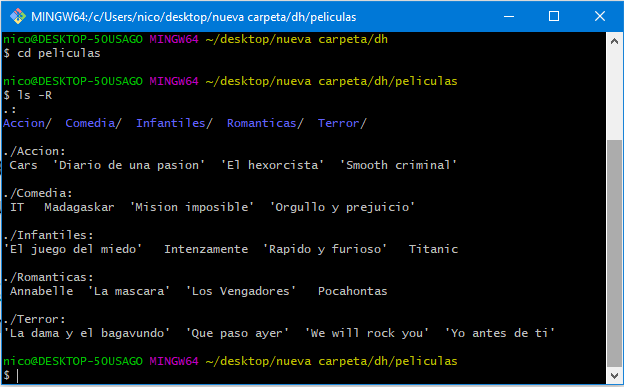 MINGW64:/c/Users/nico/desktop/nueva carpeta/dh/peliculas
nico@DESKTOP-5OUSAGO MINGW64 ~/desktop/nueva carpeta/dh
$ cd peliculas
nico@DESKTOP-5OUSAGO MINGW64 ~/desktop/nueva carpeta/dh/peliculas
$ ls -R
.:
Accion/  Comedia/  Infantiles/  Romanticas/  Terror/
./Accion:
 Cars  'Diario de una pasion'  'El hexorcista'  'Smooth criminal'
./Comedia:
 IT   Madagaskar  'Mision imposible'  'Orgullo y prejuicio'
./Infantiles:
'El juego del miedo'   Intenzamente  'Rapido y furioso'   Titanic
./Romanticas:
 Annabelle  'La mascara'  'Los Vengadores'   Pocahontas
./Terror:
'La dama y el bagavundo'  'Que paso ayer'  'We will rock you'  'Yo antes de ti'
nico@DESKTOP-5OUSAGO MINGW64 ~/desktop/nueva carpeta/dh/peliculas
$